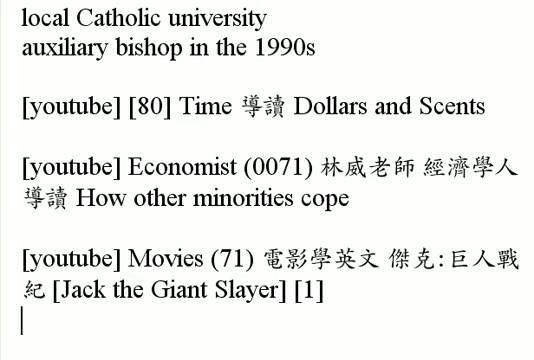 local Catholic university
auxiliary bishop in the 1990s
[youtube] [80] Time 導讀 Dollars and Scents
[youtube] Economist (0071) 林威老師 經濟學人
導讀 How other minorities cope
[youtube] Movies (71) 電影學英文 傑克:巨人戰
紀 [Jack the Giant Slayer] [1]